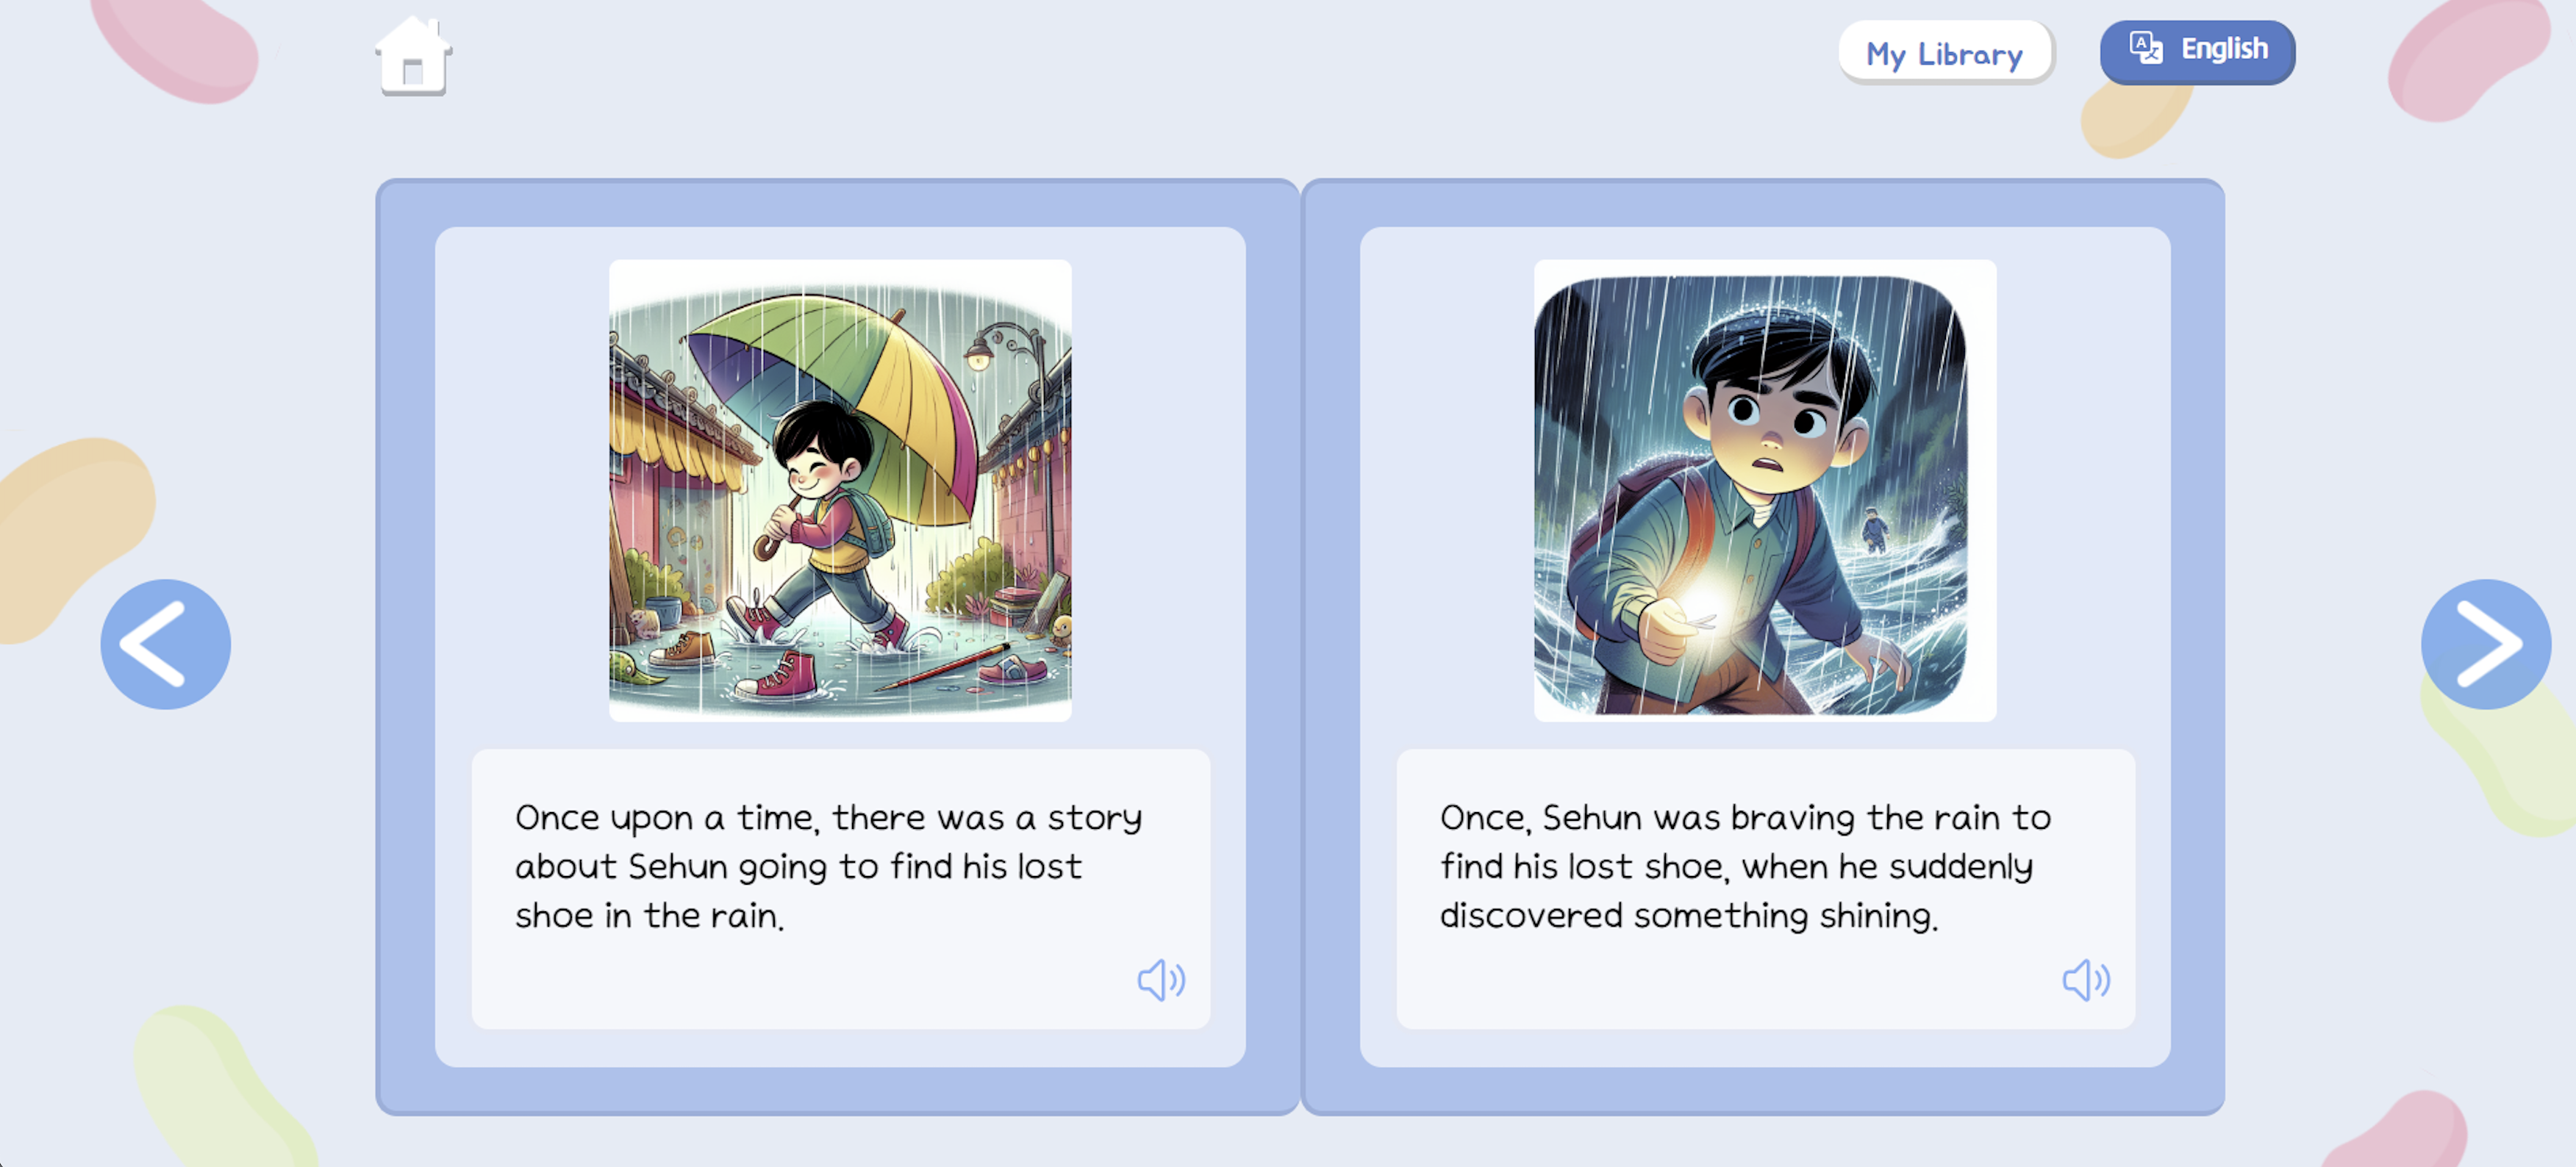 My Library
English
Once upon a time, there was a story
about Sehun going to find his lost
shoe in the rain.
Once, Sehun was braving the rain to
find his lost shoe, when he suddenly
discovered something shining.